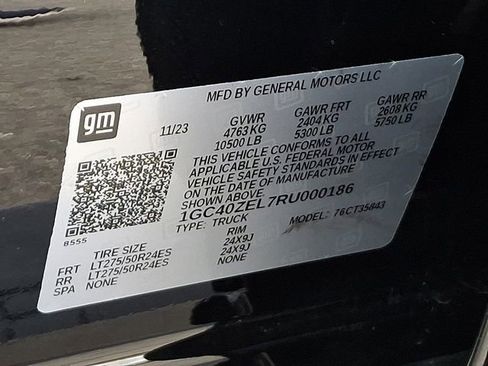 MFD BY GENERAL MOTORS LLC
gm
11/23
GVWR
4763 KG
10500 LB
GAWR FRT
2404 KG
5300 LB
GAWR RR
2608 KG
5750 LB
THIS VEHICLE CONFORMS TO ALL
APPLICABLE U.S. FEDERAL MOTOR
VEHICLE SAFETY STANDARDS IN EFFECT
ON THE DATE OF MANUFACTURE
SHOWN ABOVE
1GC40ZEL7RU000186
TYPE: TRUCK
MODEL: 76CT35843
8555
TIRE SIZE
RIM
FRT LT275/50R24ES 24X9J
RR LT275/50R24ES 24X9J
SPA NONE NONE